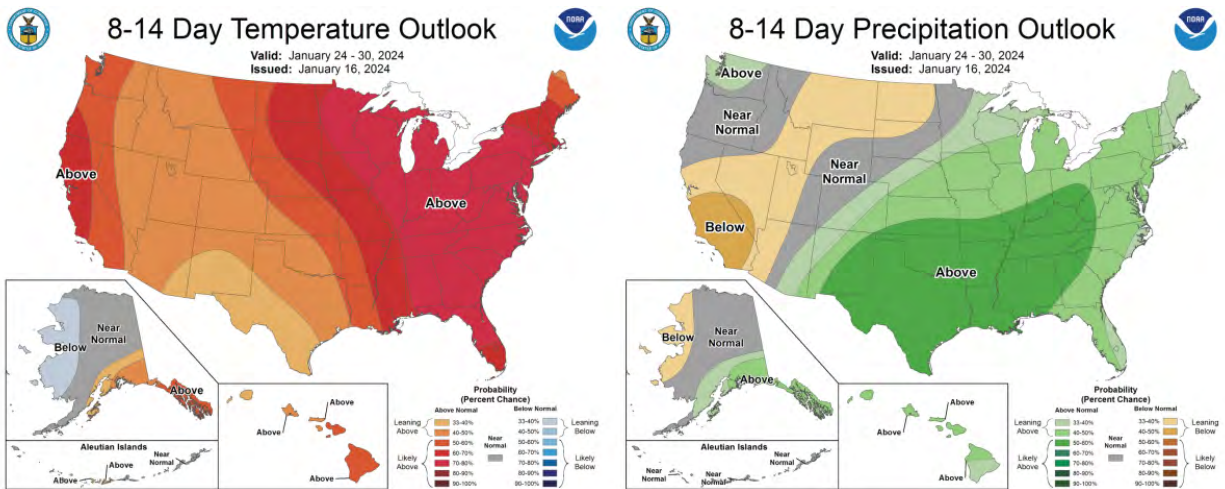 8-14 Day Temperature Outlook
Valid: January 24 - 30, 2024
Issued: January 16, 2024
NOAA
Above
Above
Near
Normal
Below
Above
Above
Above
Aleutian Islands
Above
Near
Normal
Above
Probability
(Percent Chance)
Above Normal
Below Normal
Leaning
Above
Likely
Above
33-40%
40-50%
50-60%
60-70%
70-80%
80-90%
90-100%
Near
Normal
33-40%
40-50%
50-60%
60-70%
70-80%
80-90%
90-100%
Leaning
Below
Likely
Below
8-14 Day Precipitation Outlook
Valid: January 24 - 30, 2024
Issued: January 16, 2024
NOAA
Above
Near
Normal
Near
Normal
Below
Above
Below
Near
Normal
Above
Above
Above
Aleutian Islands
Near
Normal
Near
Normal
Near
Normal
Probability
(Percent Chance)
Above Normal
Below Normal
Leaning
Above
Likely
Above
33-40%
40-50%
50-60%
60-70%
70-80%
80-90%
90-100%
Near
Normal
33-40%
40-50%
50-60%
60-70%
70-80%
80-90%
90-100%
Leaning
Below
Likely
Below